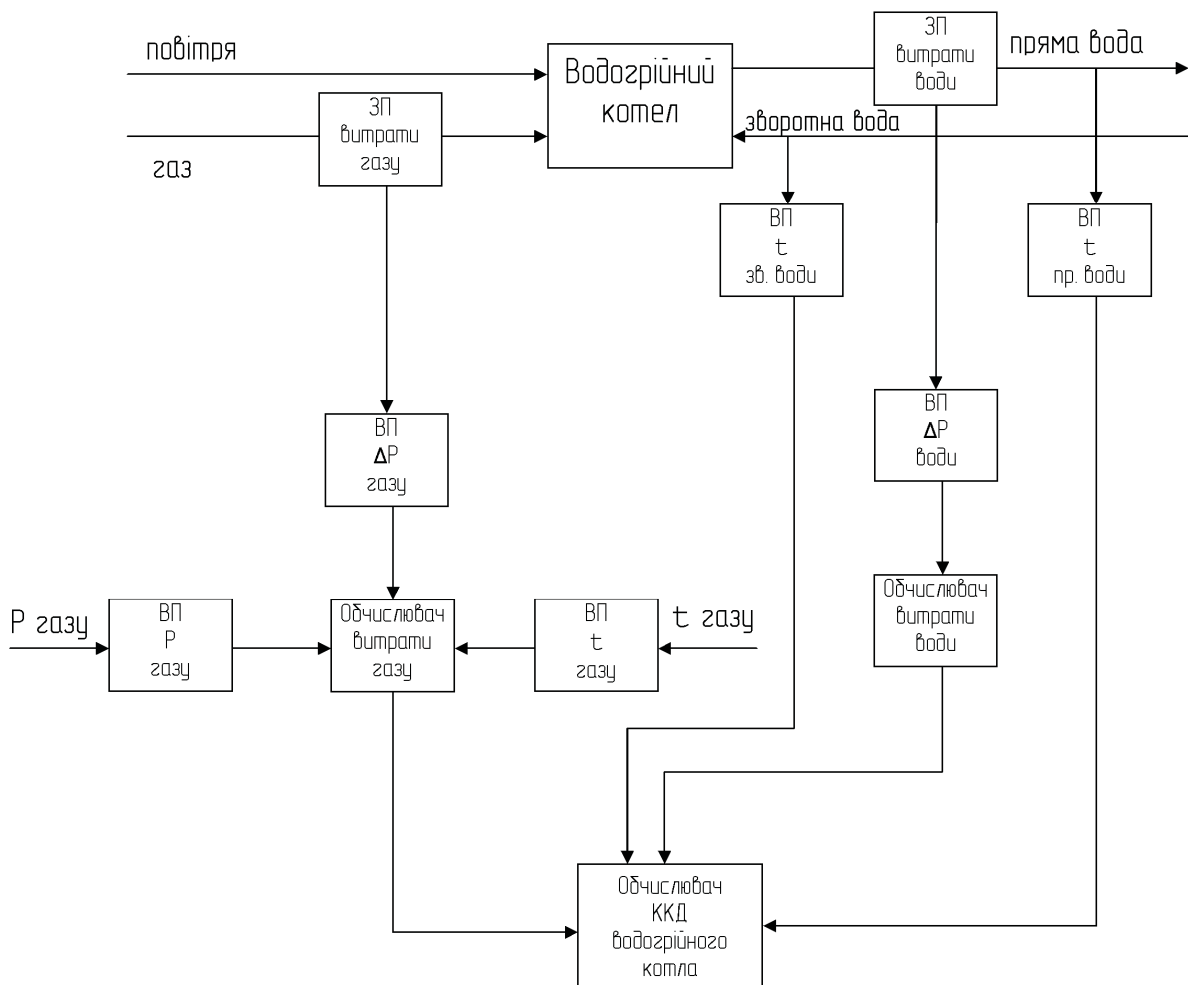 повітря
газ
ЗП
витрати
газу
Водогрійний
котел
ЗП
витрати
води
пряма вода
зворотна вода
ВП
t
зв. води
ВП
t
пр. води
ВП
ΔP
газу
ВП
ΔP
води
P газу
ВП
P
газу
Обчислювач
витрати
газу
ВП
t
газу
t газу
Обчислювач
витрати
води
Обчислювач
ККД
водогрійного
котла